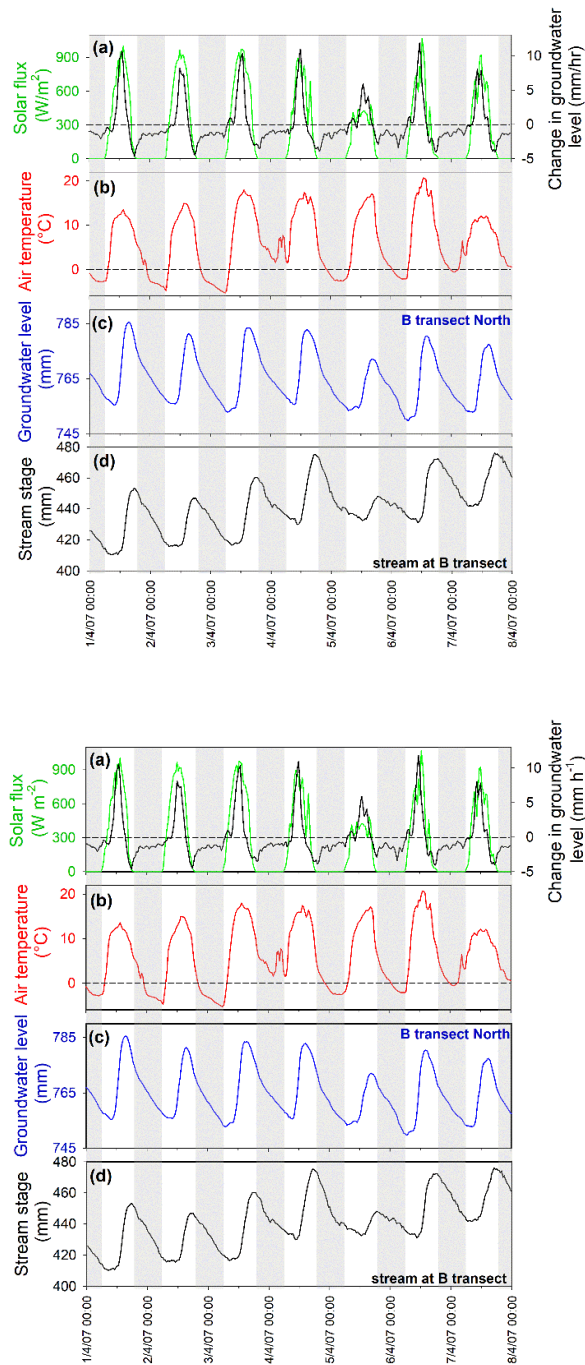 (a)
Solar flux
(W/m²)
900
600
300
0
10
5
0
-5
Change in groundwater
level (mm/hr)
(b)
Air temperature
(°C)
20
10
0
(c)
B transect North
Groundwater level
(mm)
785
765
745
(d)
Stream stage
(mm)
480
460
440
420
400
stream at B transect
1/4/07 00:00
2/4/07 00:00
3/4/07 00:00
4/4/07 00:00
5/4/07 00:00
6/4/07 00:00
7/4/07 00:00
8/4/07 00:00
(a)
Solar flux
(W m⁻²)
900
600
300
0
10
5
0
-5
Change in groundwater
level (mm h⁻¹)
(b)
Air temperature
(°C)
20
10
0
(c)
B transect North
Groundwater level
(mm)
785
765
745
(d)
Stream stage
(mm)
480
460
440
420
400
stream at B transect
1/4/07 00:00
2/4/07 00:00
3/4/07 00:00
4/4/07 00:00
5/4/07 00:00
6/4/07 00:00
7/4/07 00:00
8/4/07 00:00